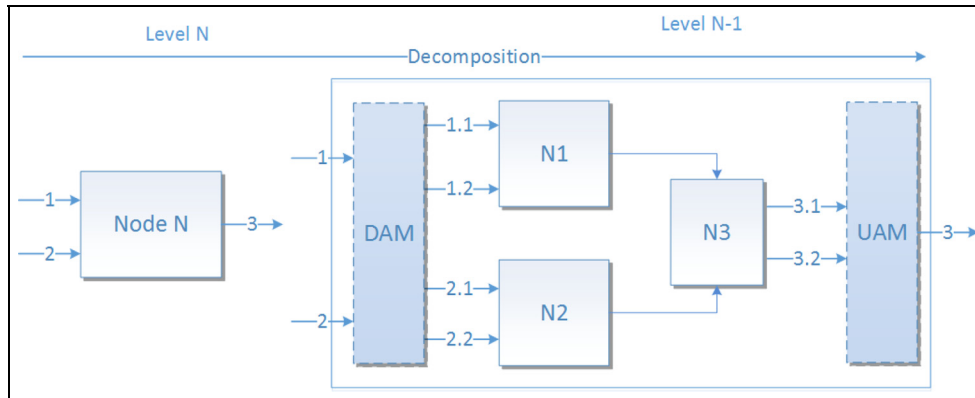 Level N
Level N-1
Decomposition
1
2
Node N
3
1
2
DAM
1.1
1.2
2.1
2.2
N1
N2
N3
3.1
3.2
UAM
3